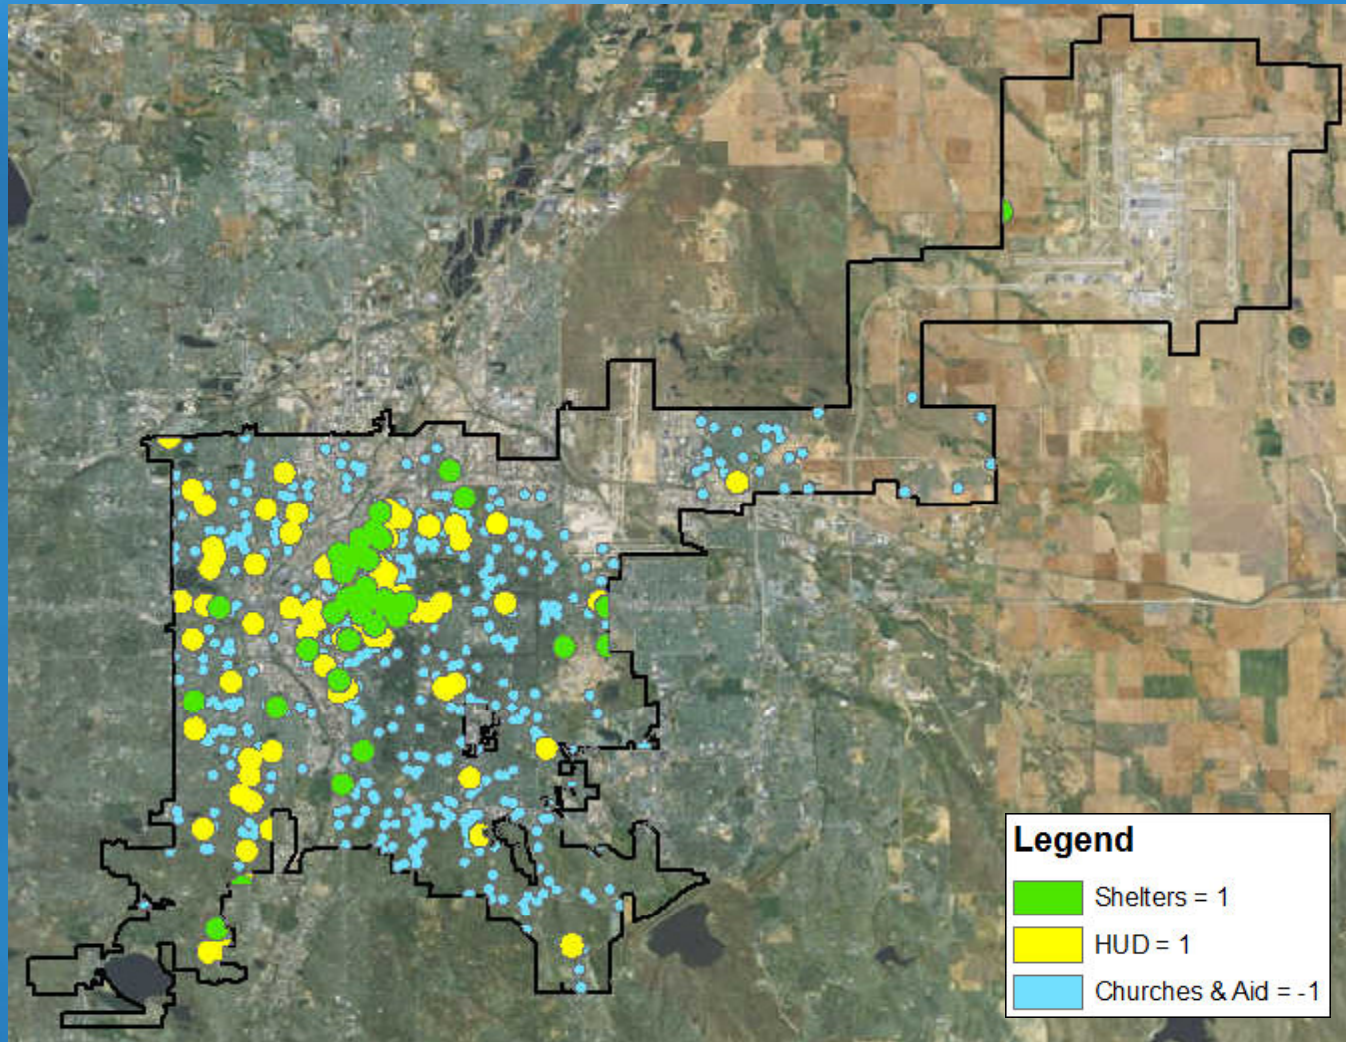 Legend
Shelters = 1
HUD = 1
Churches & Aid = -1